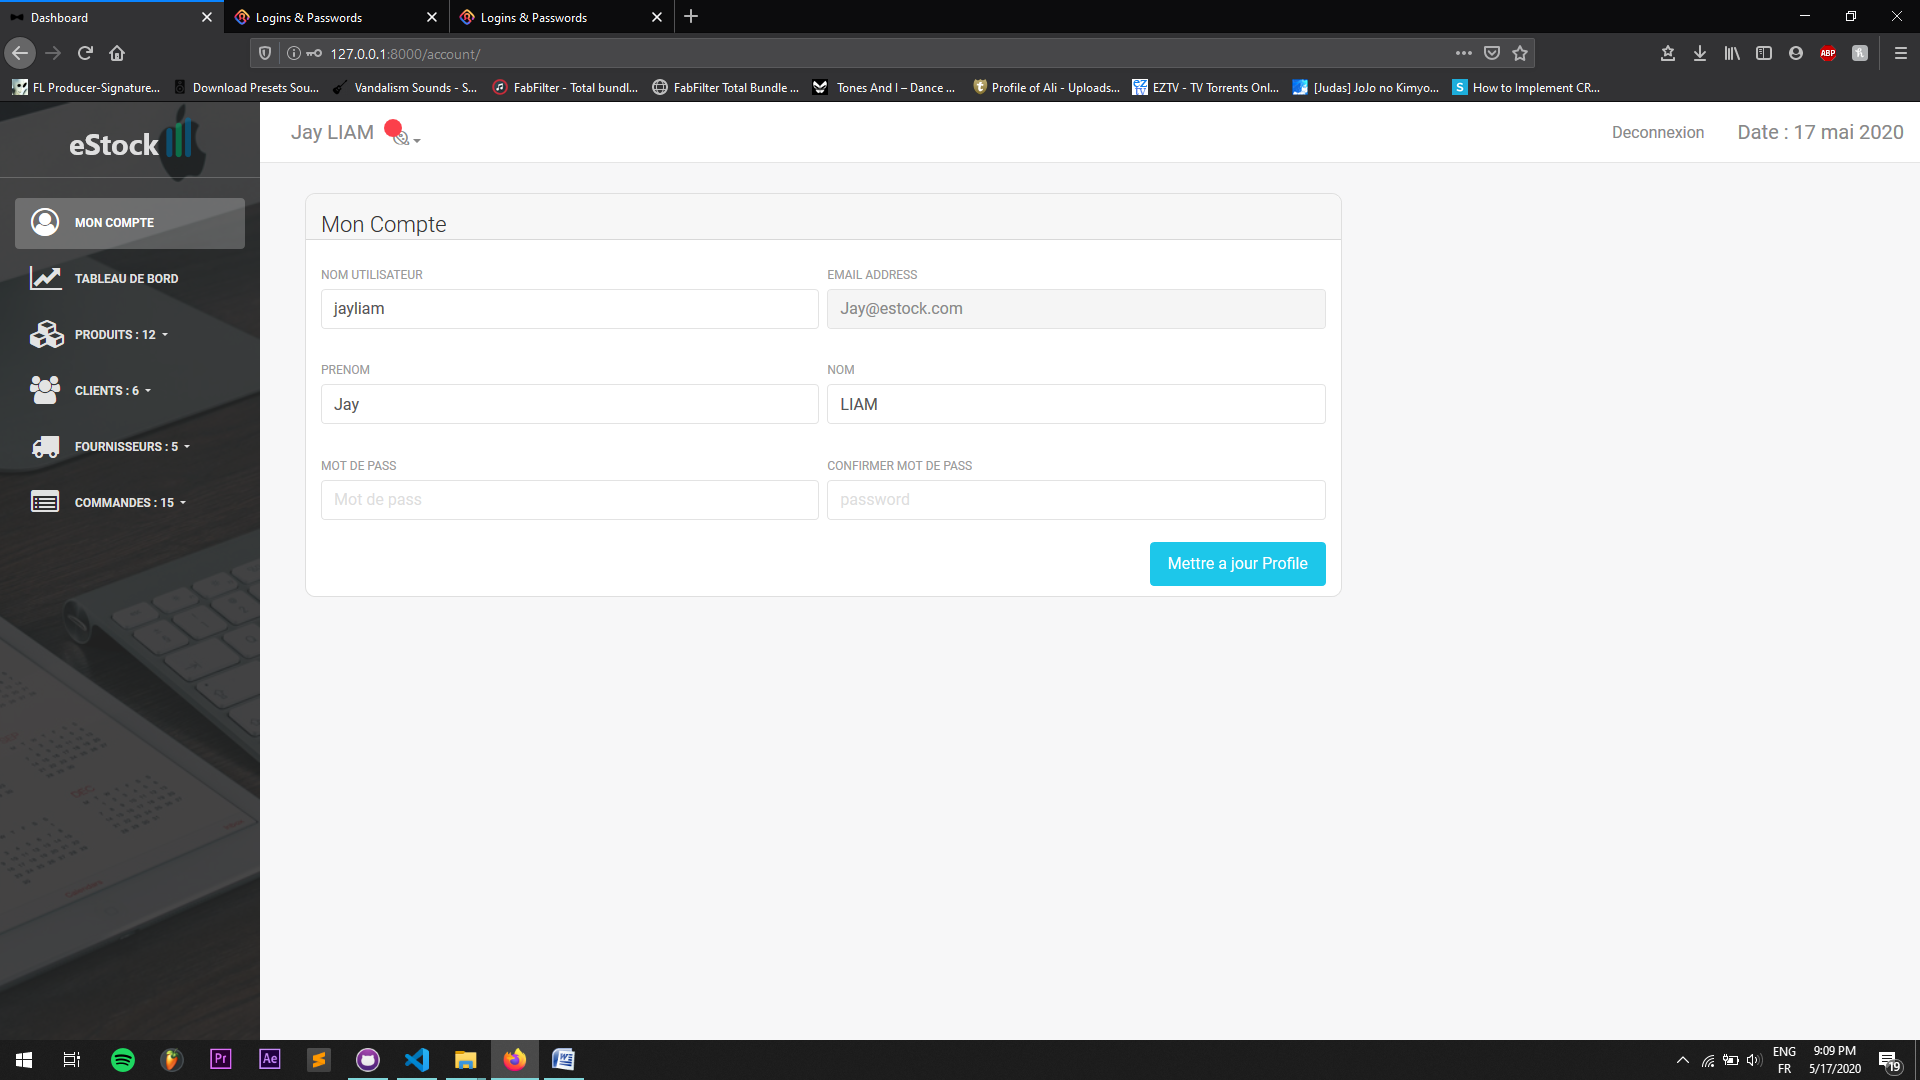 Dashboard
Logins & Passwords
Logins & Passwords
127.0.0.1:8000/account/
FL Producer-Signature...
Download Presets Sou...
Vandalism Sounds - S...
FabFilter - Total bundl...
FabFilter Total Bundle ...
Tones And I – Dance ...
Profile of Ali - Uploads...
EZTV - TV Torrents Onl...
[Judas] JoJo no Kimyo...
How to Implement CR...
ABP
eStock
Jay LIAM
Deconnexion
Date : 17 mai 2020
MON COMPTE
TABLEAU DE BORD
PRODUITS : 12
CLIENTS : 6
FOURNISSEURS : 5
COMMANDES : 15
Mon Compte
NOM UTILISATEUR
EMAIL ADDRESS
jayliam
Jay@estock.com
PRENOM
NOM
Jay
LIAM
MOT DE PASS
CONFIRMER MOT DE PASS
Mot de pass
password
Mettre a jour Profile
Pr
Ae
ENG
FR
9:09 PM
5/17/2020
19